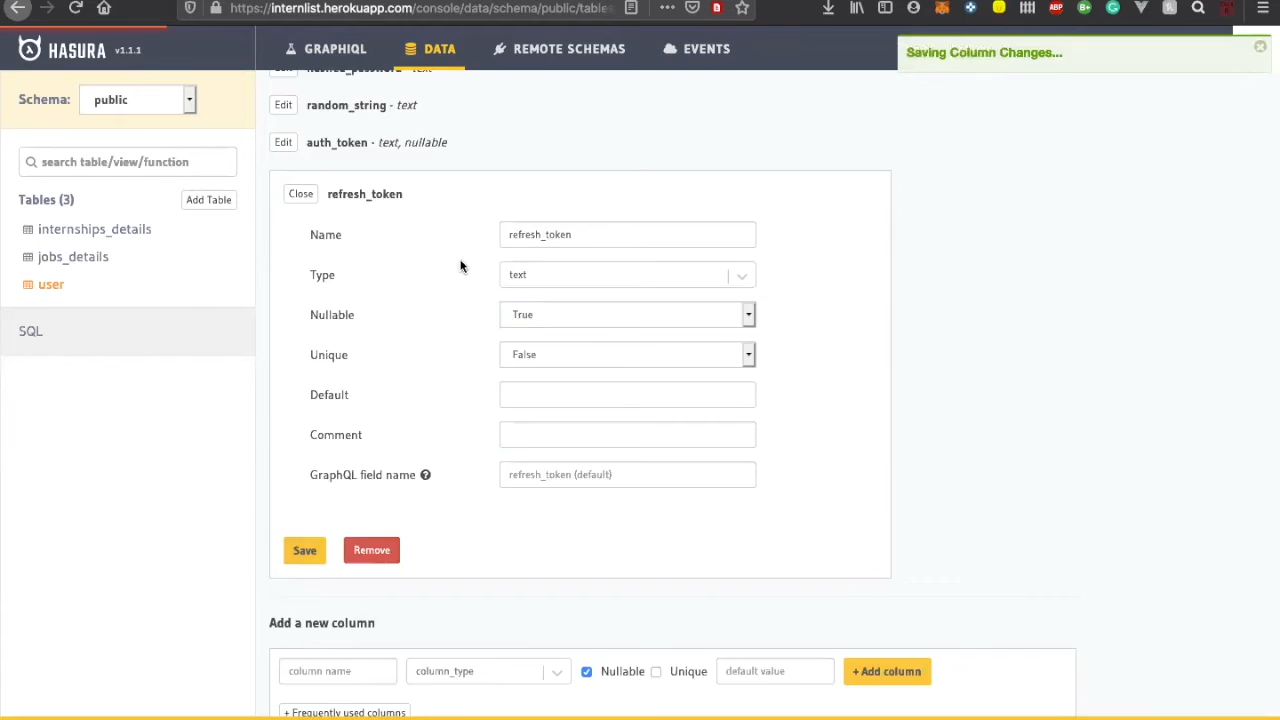 https://internlist.herokuapp.com/console/data/schema/public/tables
HASURA v1.1.1
GRAPHIQL
DATA
REMOTE SCHEMAS
EVENTS
Saving Column Changes...
Schema:
public
search table/view/function
Tables (3)
Add Table
internships_details
jobs_details
user
SQL
Edit
random_string - text
Edit
auth_token - text, nullable
Close
refresh_token
Name
refresh_token
Type
text
Nullable
True
Unique
False
Default
Comment
GraphQL field name
refresh_token (default)
Save
Remove
Add a new column
column name
column_type
Nullable
Unique
default value
+ Add column
+ Frequently used columns